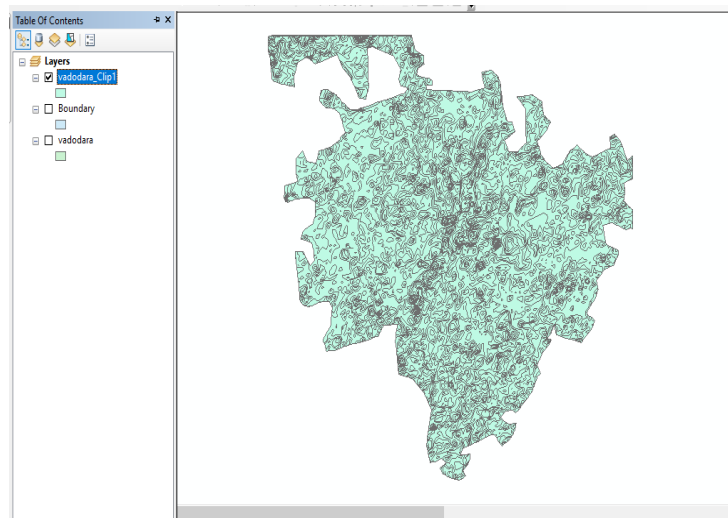 Table Of Contents
Layers
vadodara_Clip1
Boundary
vadodara